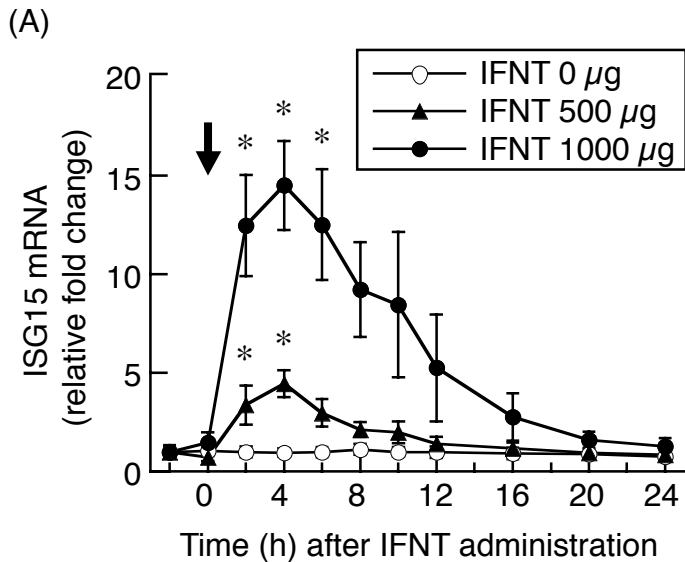 (A)
IFNT 0 µg
IFNT 500 µg
IFNT 1000 µg
ISG15 mRNA
(relative fold change)
20
15
10
5
1
0
* * *
* *
0 4 8 12 16 20 24
Time (h) after IFNT administration